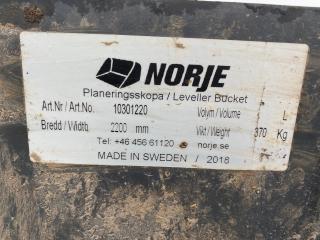 NORJE
Planeringsskopa / Leveller Bucket
Art.Nr / Art.No. 10301220 Volym / Volume L
Bredd / Width 2200 mm Vikt / Weight 370 Kg
Tel: +46 456 61120 norje.se
MADE IN SWEDEN / 2018